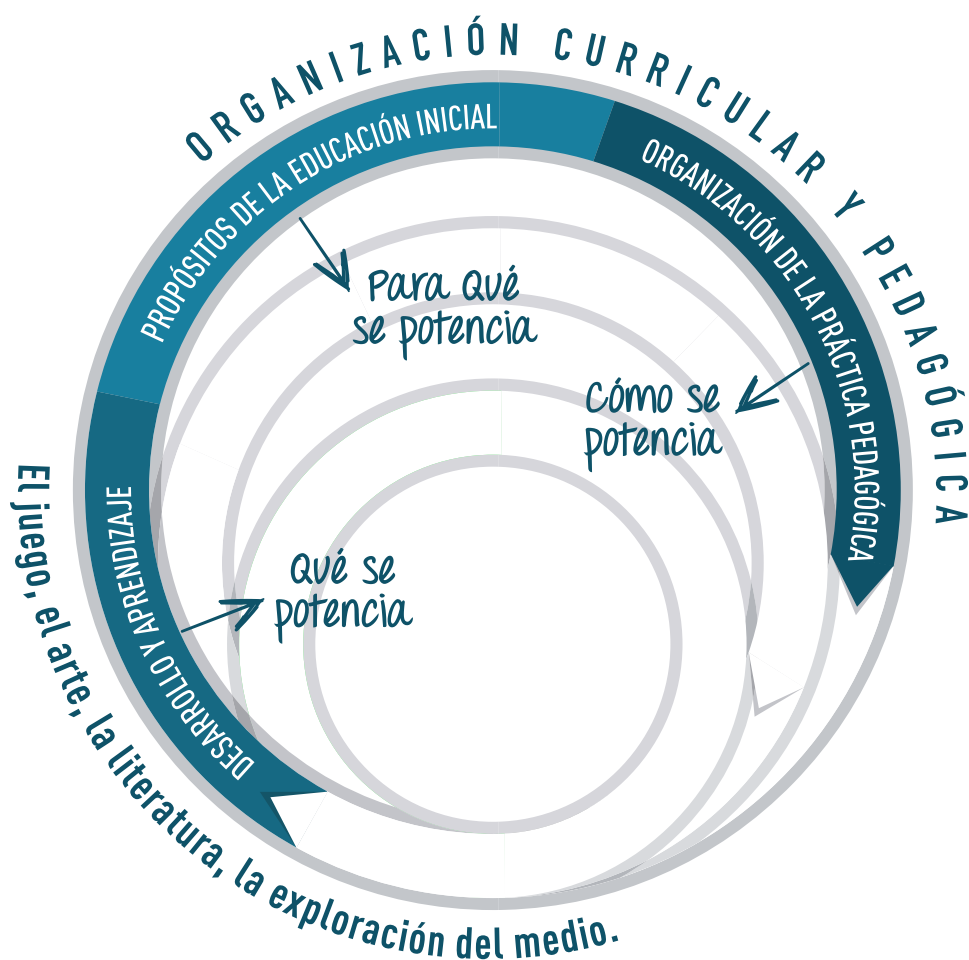 ORGANIZACIÓN CURRICULAR Y PEDAGÓGICA
PROPÓSITOS DE LA EDUCACIÓN INICIAL
ORGANIZACIÓN DE LA PRÁCTICA PEDAGÓGICA
Para Qué
se potencia
Cómo se
potencia
DESARROLLO Y APRENDIZAJE
Qué se
potencia
El juego, el arte, la literatura, la exploración del medio.